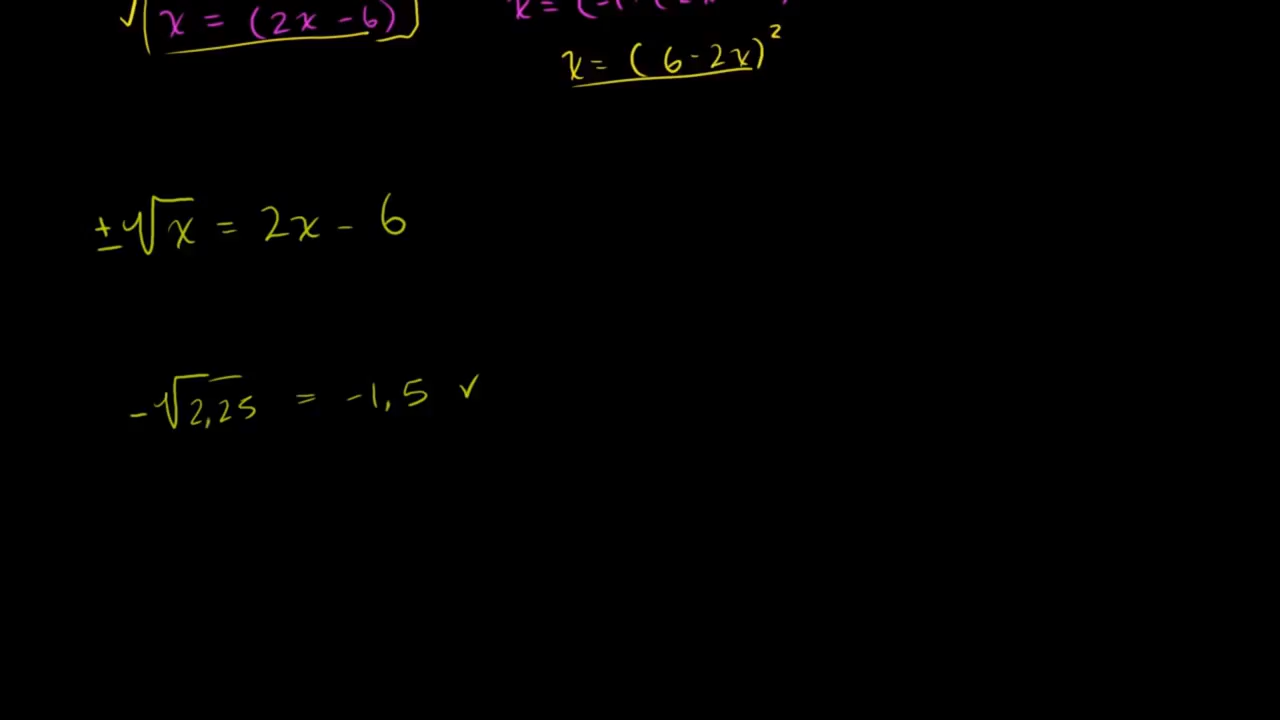 √(x = (2x - 6))
x = (6 - 2x)²
±√x = 2x - 6
-√2,25 = -1,5 ✓